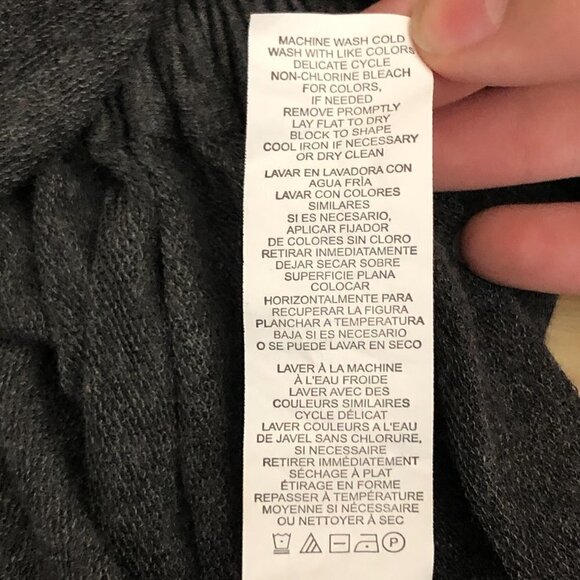 MACHINE WASH COLD
WASH WITH LIKE COLORS
DELICATE CYCLE
NON-CHLORINE BLEACH
FOR COLORS,
IF NEEDED
REMOVE PROMPTLY
LAY FLAT TO DRY
BLOCK TO SHAPE
COOL IRON IF NECESSARY
OR DRY CLEAN
LAVAR EN LAVADORA CON
AGUA FRÍA
LAVAR CON COLORES
SIMILARES
SI ES NECESARIO,
APLICAR FIJADOR
DE COLORES SIN CLORO
RETIRAR INMEDIATAMENTE
DEJAR SECAR SOBRE
SUPERFICIE PLANA
COLOCAR
HORIZONTALMENTE PARA
RECUPERAR LA FIGURA
PLANCHAR A TEMPERATURA
BAJA SI ES NECESARIO
O SE PUEDE LAVAR EN SECO
LAVER À LA MACHINE
À L'EAU FROIDE
LAVER AVEC DES
COULEURS SIMILAIRES
CYCLE DÉLICAT
LAVER COULEURS A L'EAU
DE JAVEL SANS CHLORURE,
SI NECESSAIRE
RETIRER IMMÉDIATEMENT
SÉCHAGE À PLAT
ÉTIRAGE EN FORME
REPASSER À TEMPÉRATURE
MOYENNE SI NÉCESSAIRE
OU NETTOYER À SEC
P